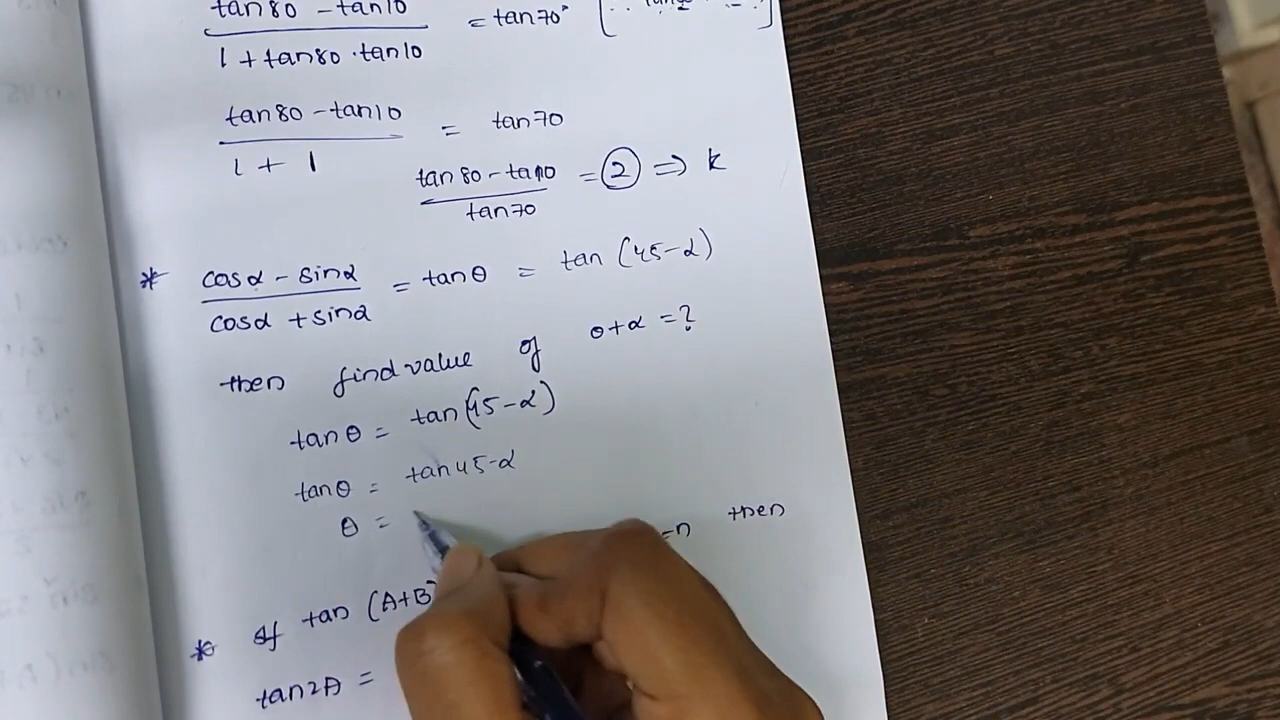 tan80 - tan10 / 1 + tan80 · tan10 = tan70° [∵
tan80 - tan10 / 1 + 1 = tan70
tan80 - tan10 / tan70 = 2 ⇒ k
* cosα - sinα / cosα + sinα = tanθ = tan (45-α)
then find value of θ+α = ?
tanθ = tan(45-α)
tanθ = tan45-α
θ =
* If tan (A+B) =n then
tan2A =